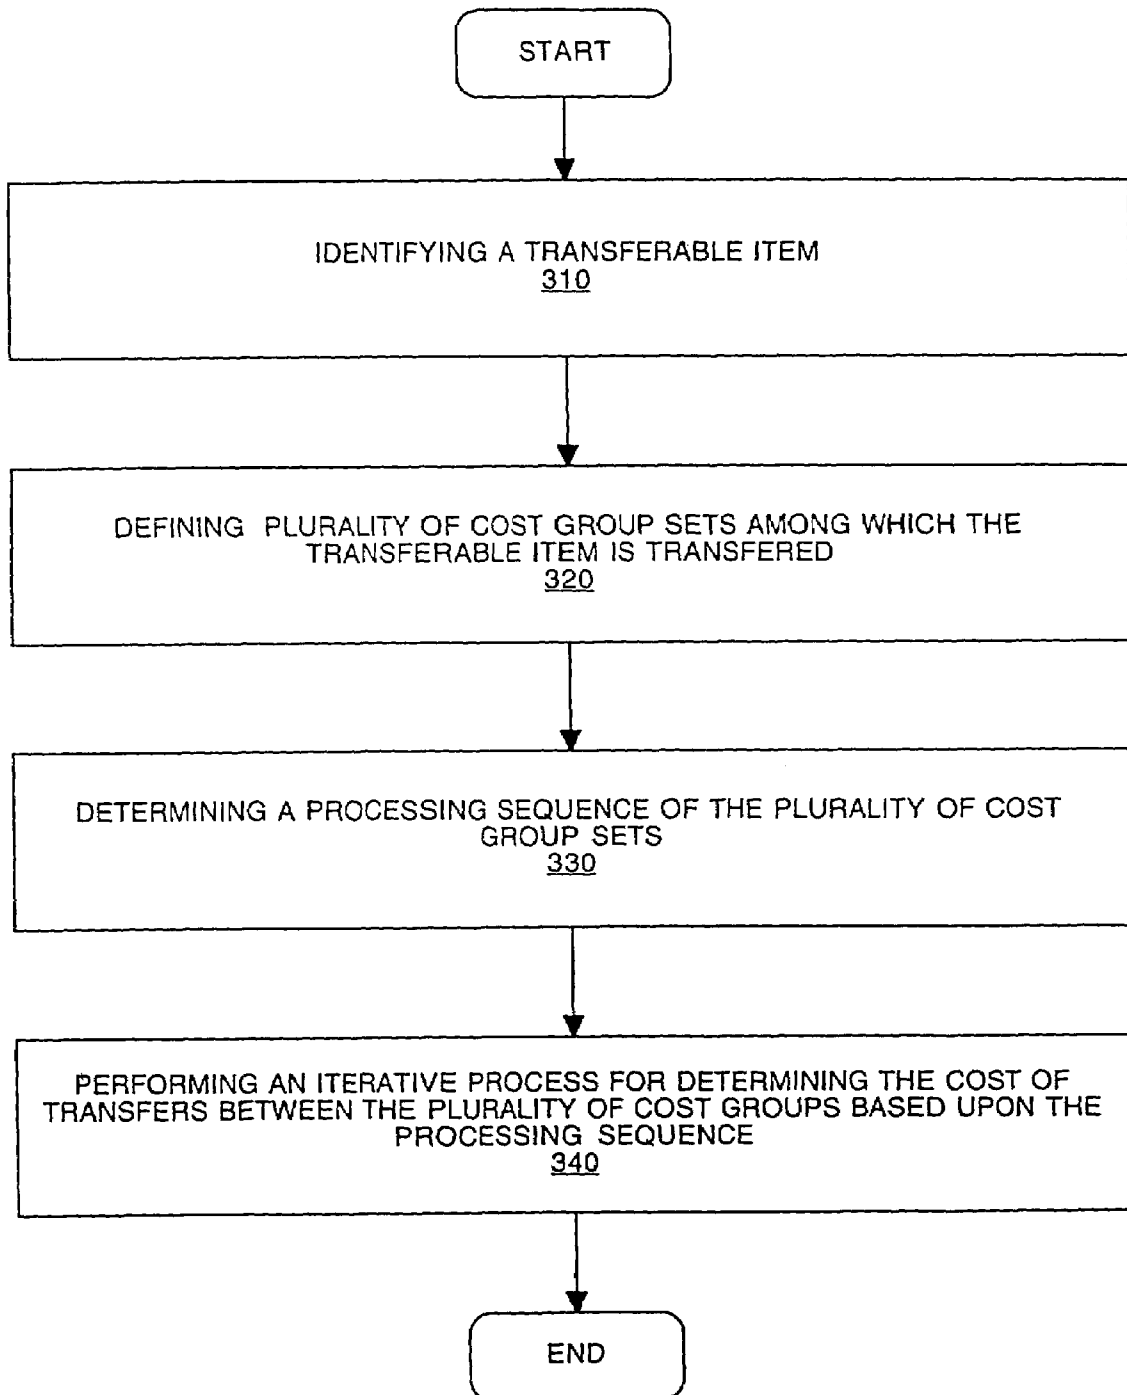 START
IDENTIFYING A TRANSFERABLE ITEM
310
DEFINING PLURALITY OF COST GROUP SETS AMONG WHICH THE
TRANSFERABLE ITEM IS TRANSFERED
320
DETERMINING A PROCESSING SEQUENCE OF THE PLURALITY OF COST
GROUP SETS
330
PERFORMING AN ITERATIVE PROCESS FOR DETERMINING THE COST OF
TRANSFERS BETWEEN THE PLURALITY OF COST GROUPS BASED UPON THE
PROCESSING SEQUENCE
340
END